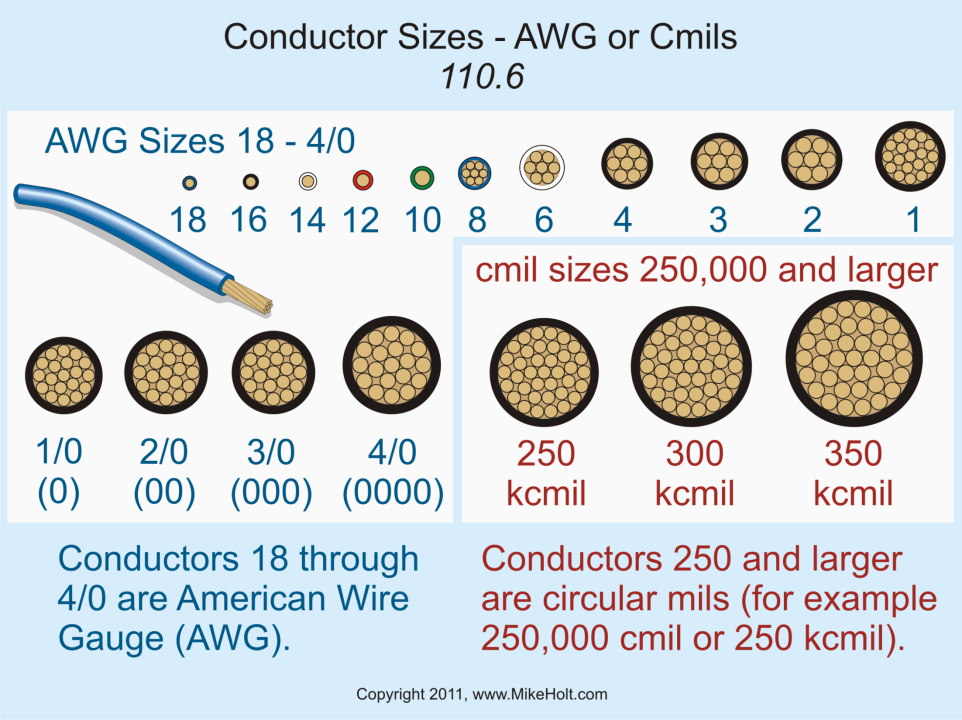 Conductor Sizes - AWG or Cmils
110.6
AWG Sizes 18 - 4/0
18 16 14 12 10 8 6 4 3 2 1
cmil sizes 250,000 and larger
1/0 2/0 3/0 4/0
(0) (00) (000) (0000)
250 300 350
kcmil kcmil kcmil
Conductors 18 through
4/0 are American Wire
Gauge (AWG).
Conductors 250 and larger
are circular mils (for example
250,000 cmil or 250 kcmil).
Copyright 2011, www.MikeHolt.com